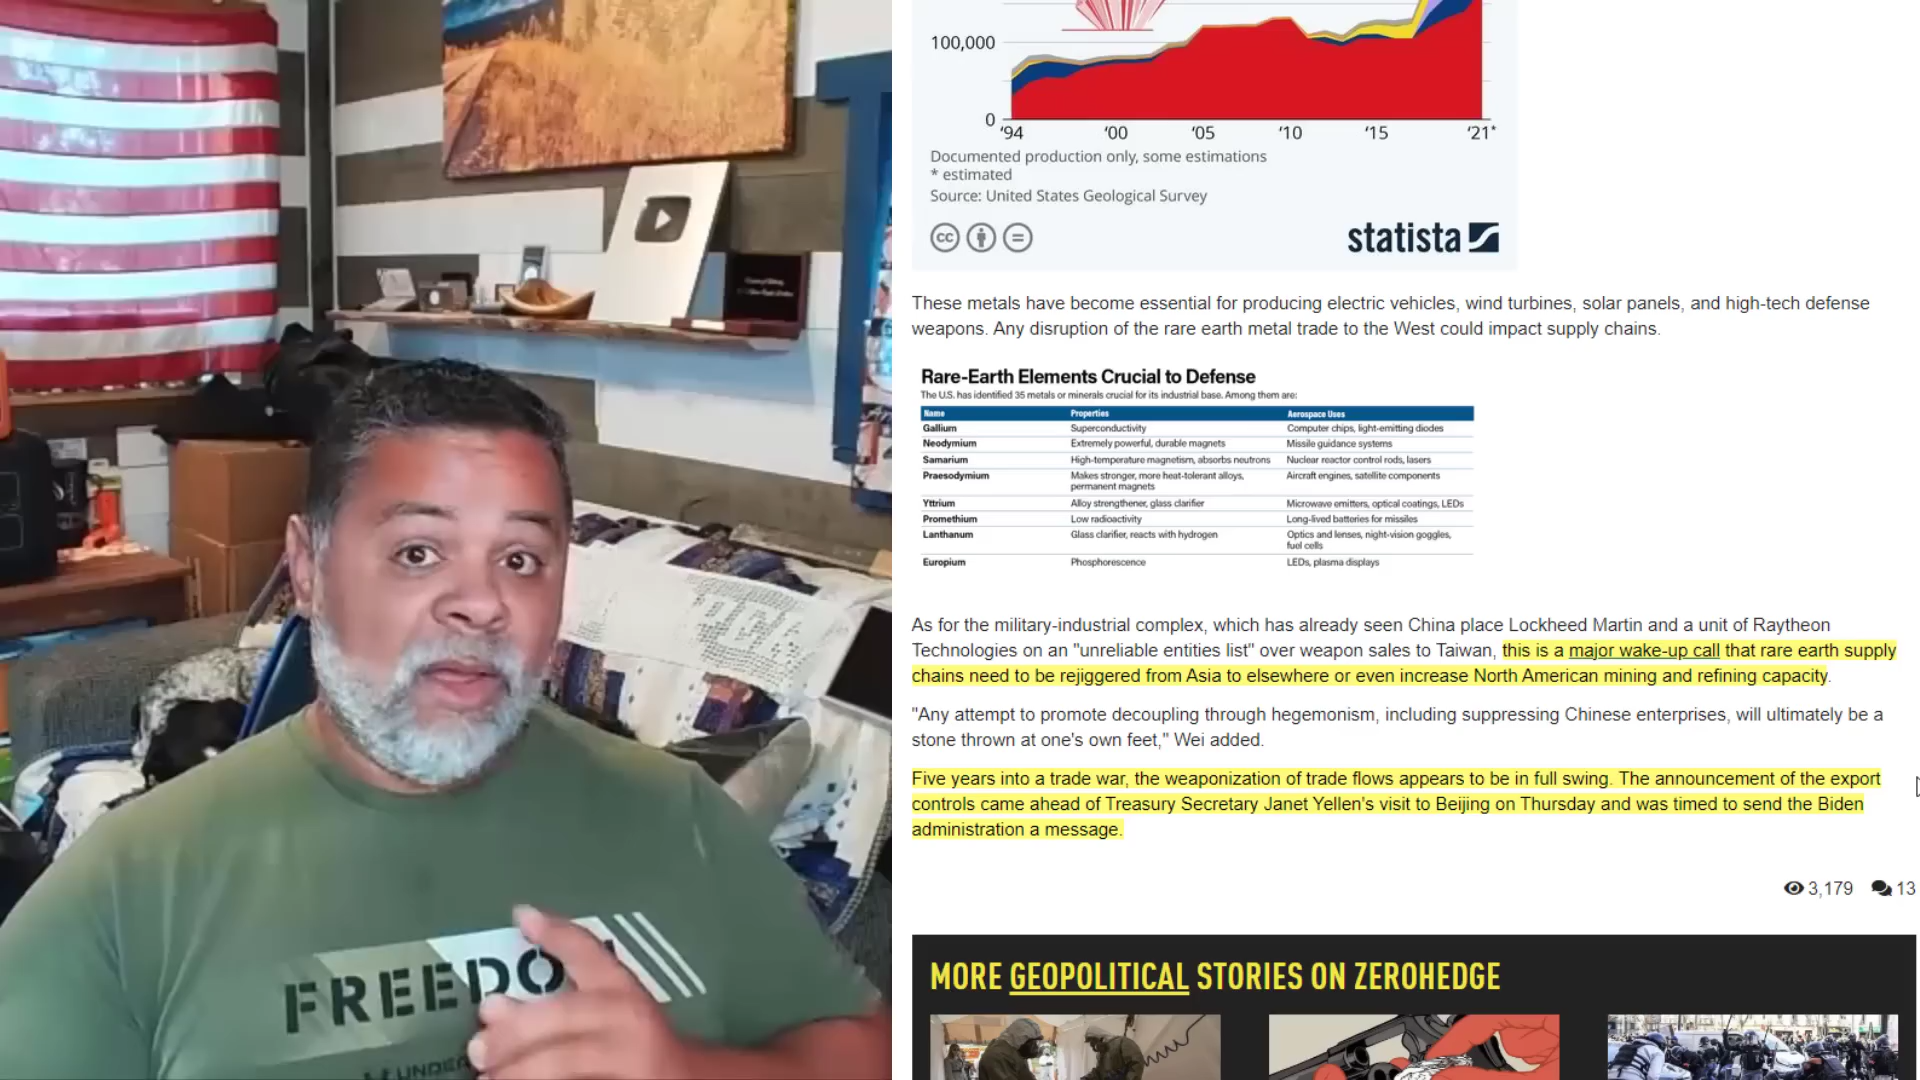 100,000
0
'94
'00
'05
'10
'15
'21*
Documented production only, some estimations
* estimated
Source: United States Geological Survey
cc
statista
These metals have become essential for producing electric vehicles, wind turbines, solar panels, and high-tech defense
weapons. Any disruption of the rare earth metal trade to the West could impact supply chains.
Rare-Earth Elements Crucial to Defense
The U.S. has identified 35 metals or minerals crucial for its industrial base. Among them are:
Name Properties Aerospace Uses
Gallium Superconductivity Computer chips, light-emitting diodes
Neodymium Extremely powerful, durable magnets Missile guidance systems
Samarium High-temperature magnetism, absorbs neutrons Nuclear reactor control rods, lasers
Praesodymium Makes stronger, more heat-tolerant alloys, Aircraft engines, satellite components
permanent magnets
Yttrium Alloy strengthener, glass clarifier Microwave emitters, optical coatings, LEDs
Promethium Low radioactivity Long-lived batteries for missiles
Lanthanum Glass clarifier, reacts with hydrogen Optics and lenses, night-vision goggles,
fuel cells
Europium Phosphorescence LEDs, plasma displays
As for the military-industrial complex, which has already seen China place Lockheed Martin and a unit of Raytheon
Technologies on an "unreliable entities list" over weapon sales to Taiwan, this is a major wake-up call that rare earth supply
chains need to be rejiggered from Asia to elsewhere or even increase North American mining and refining capacity.
"Any attempt to promote decoupling through hegemonism, including suppressing Chinese enterprises, will ultimately be a
stone thrown at one's own feet," Wei added.
Five years into a trade war, the weaponization of trade flows appears to be in full swing. The announcement of the export
controls came ahead of Treasury Secretary Janet Yellen's visit to Beijing on Thursday and was timed to send the Biden
administration a message.
3,179 13
MORE GEOPOLITICAL STORIES ON ZEROHEDGE
FREEDO
UNDER